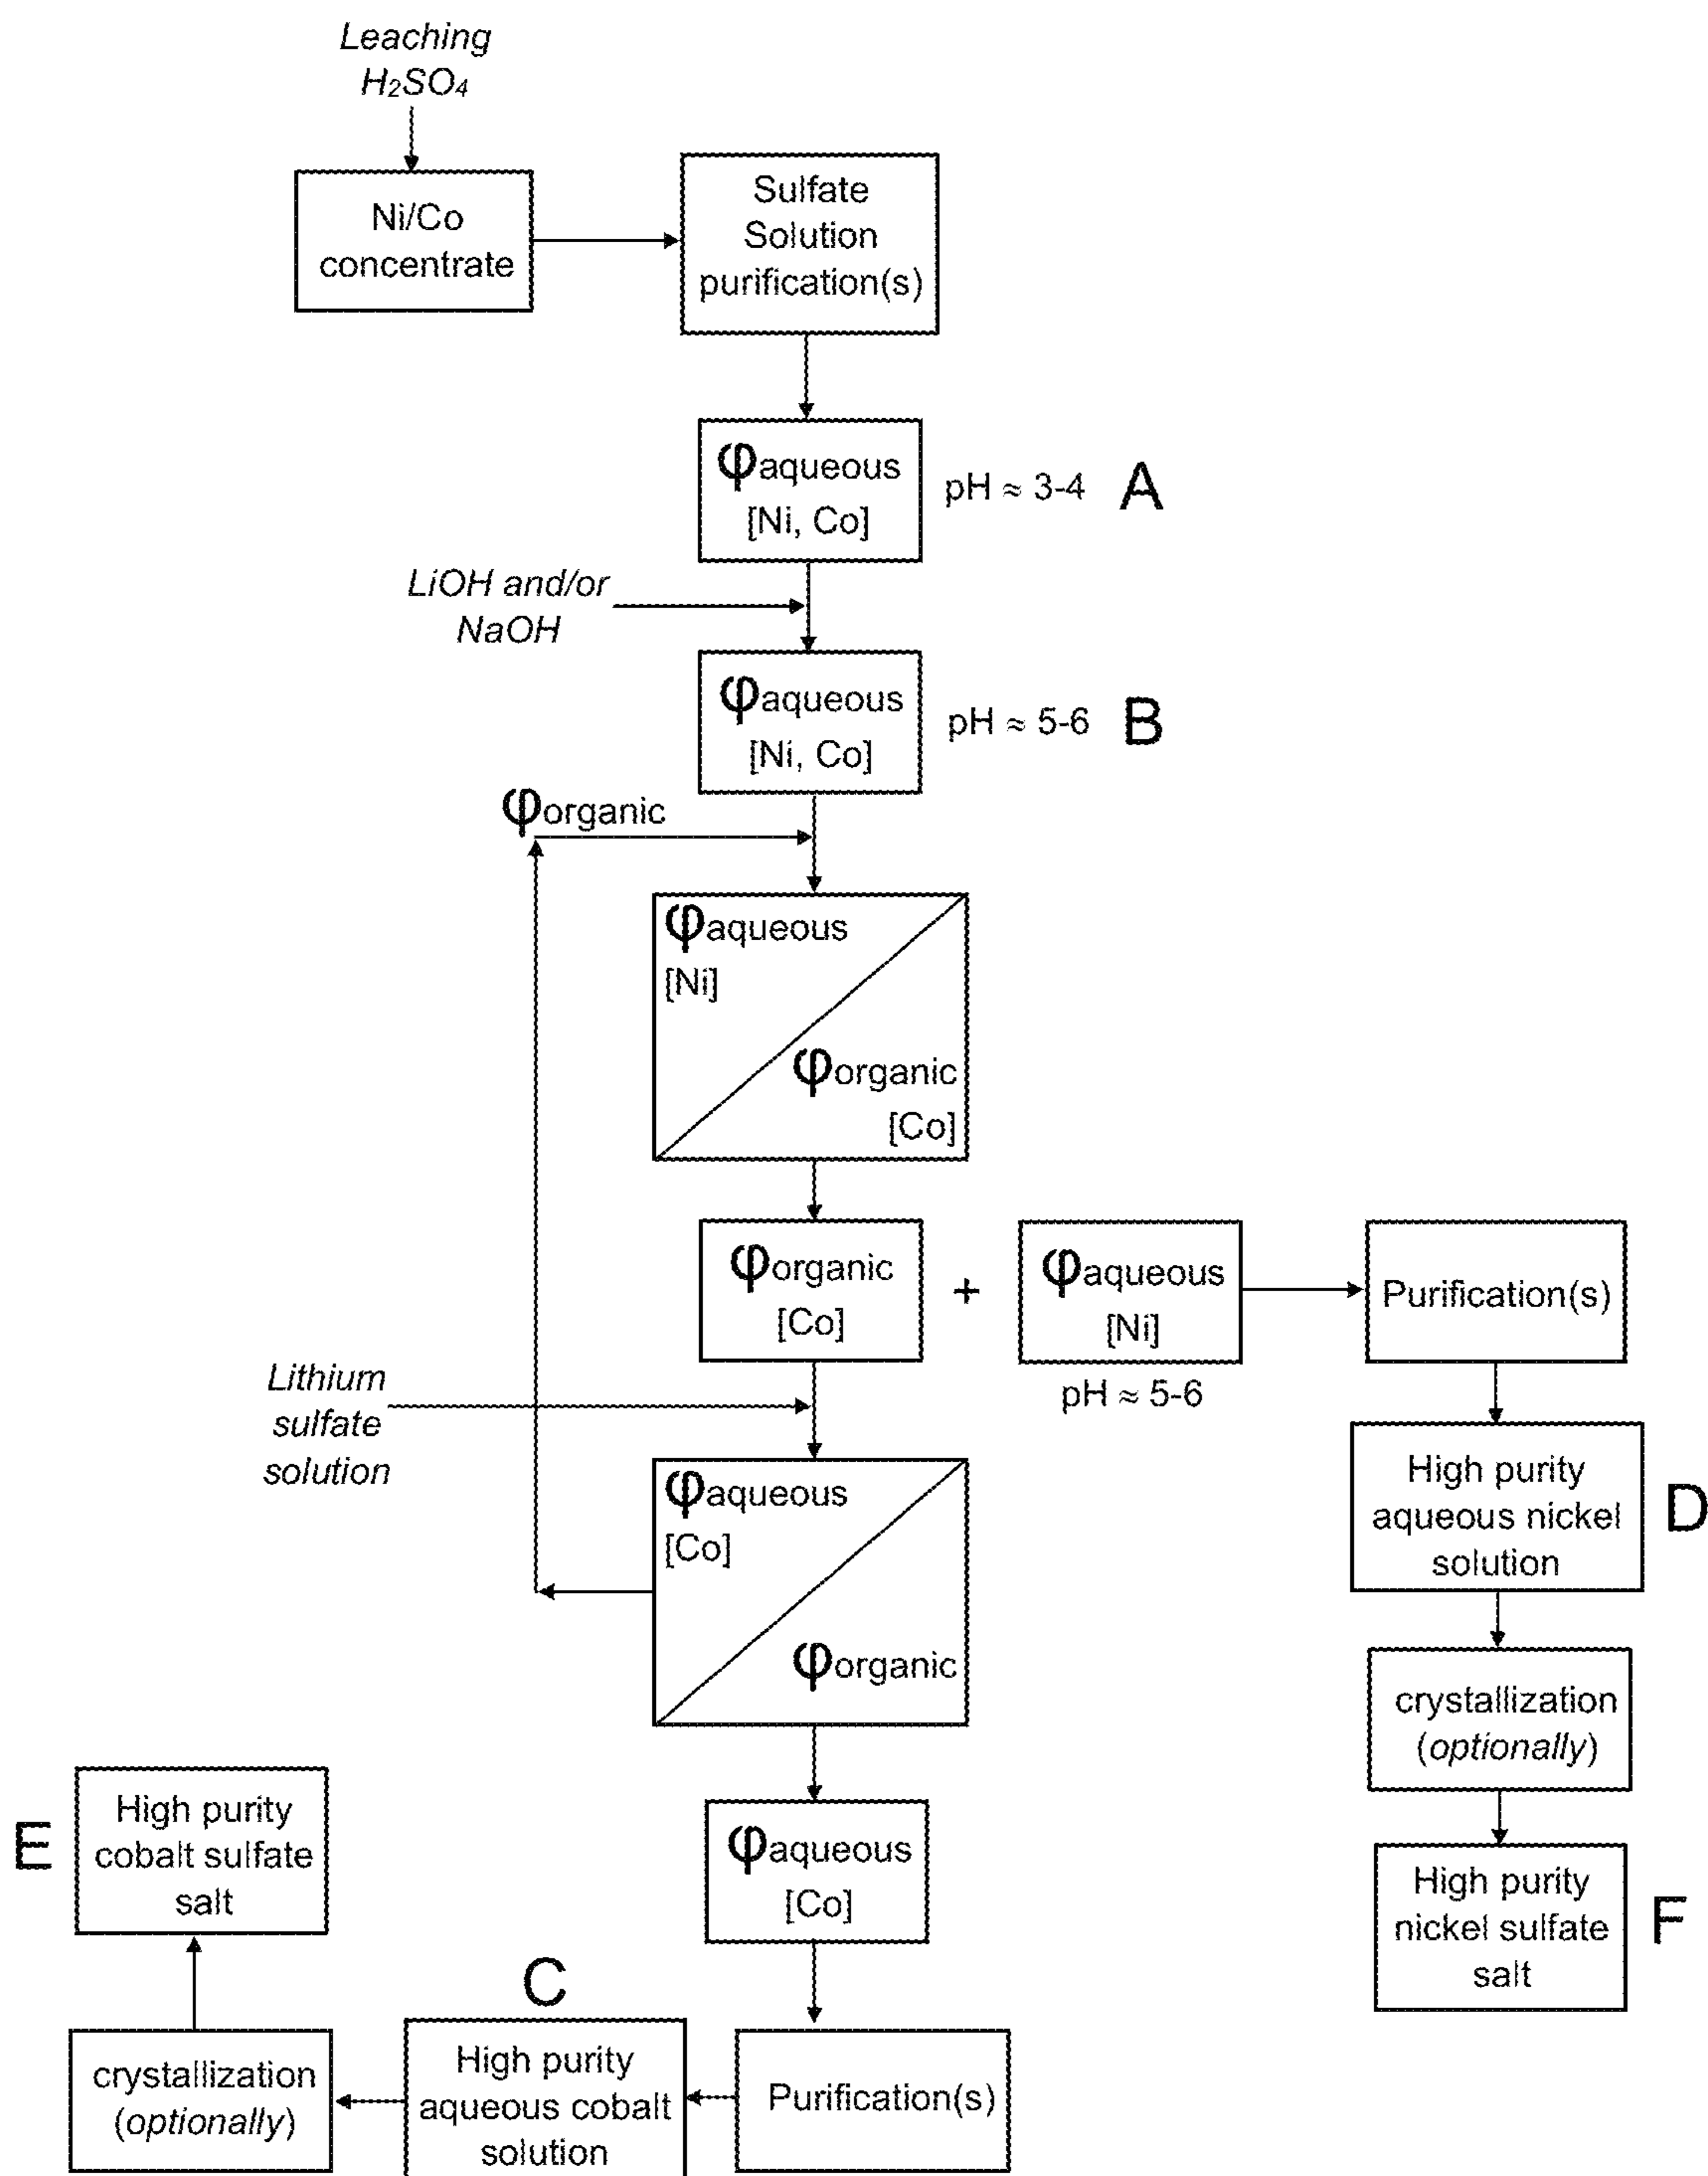 Leaching
H₂SO₄
Ni/Co
concentrate
Sulfate
Solution
purification(s)
φaqueous
[Ni, Co]
pH ≈ 3-4
A
LiOH and/or
NaOH
φaqueous
[Ni, Co]
pH ≈ 5-6
B
φorganic
φaqueous
[Ni]
φorganic
[Co]
φorganic
[Co]
+
φaqueous
[Ni]
pH ≈ 5-6
Purification(s)
Lithium
sulfate
solution
φaqueous
[Co]
φorganic
High purity
aqueous nickel
solution
D
crystallization
(optionally)
High purity
nickel sulfate
salt
F
φaqueous
[Co]
E
High purity
cobalt sulfate
salt
C
crystallization
(optionally)
High purity
aqueous cobalt
solution
Purification(s)